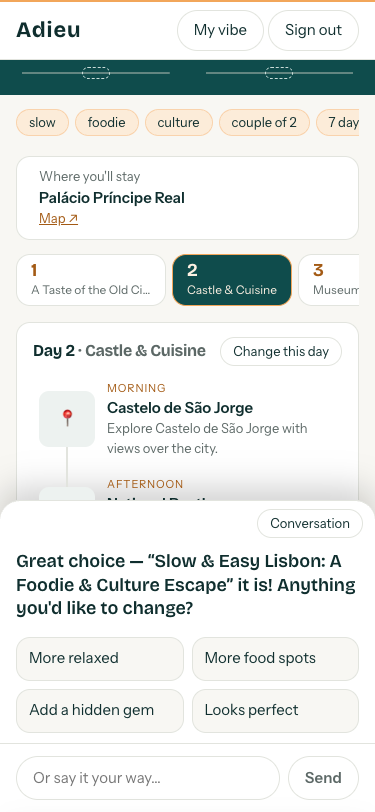 Adieu
My vibe
Sign out
slow
foodie
culture
couple of 2
7 day
Where you'll stay
Palácio Príncipe Real
Map ↗
1
A Taste of the Old Ci...
2
Castle & Cuisine
3
Museum
Day 2 · Castle & Cuisine
Change this day
MORNING
Castelo de São Jorge
Explore Castelo de São Jorge with
views over the city.
AFTERNOON
Conversation
Great choice — “Slow & Easy Lisbon: A
Foodie & Culture Escape” it is! Anything
you'd like to change?
More relaxed
More food spots
Add a hidden gem
Looks perfect
Or say it your way...
Send